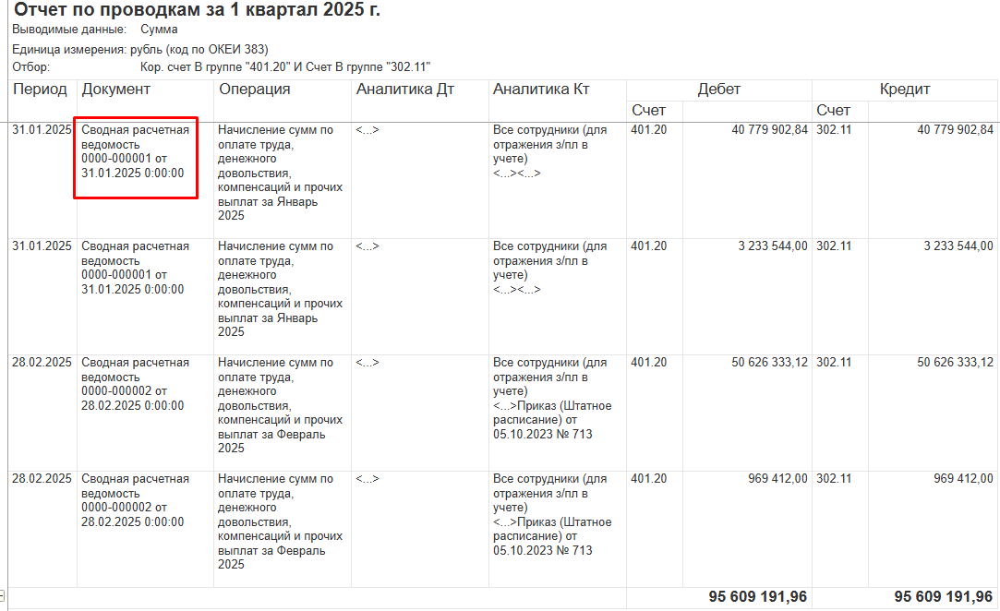 Отчет по проводкам за 1 квартал 2025 г.
Выводимые данные: Сумма
Единица измерения: рубль (код по ОКЕИ 383)
Отбор: Кор. счет В группе "401.20" И Счет В группе "302.11"
Период Документ Операция Аналитика Дт Аналитика Кт Дебет Кредит
Счет Счет
31.01.2025 Сводная расчетная Начисление сумм по <...> Все сотрудники (для 401.20 40 779 902,84 302.11 40 779 902,84
ведомость оплате труда, отражения з/пл в
0000-000001 от денежного учете)
31.01.2025 0:00:00 довольствия, <...><...>
компенсаций и прочих
выплат за Январь
2025
31.01.2025 Сводная расчетная Начисление сумм по <...> Все сотрудники (для 401.20 3 233 544,00 302.11 3 233 544,00
ведомость оплате труда, отражения з/пл в
0000-000001 от денежного учете)
31.01.2025 0:00:00 довольствия, <...><...>
компенсаций и прочих
выплат за Январь
2025
28.02.2025 Сводная расчетная Начисление сумм по <...> Все сотрудники (для 401.20 50 626 333,12 302.11 50 626 333,12
ведомость оплате труда, отражения з/пл в
0000-000002 от денежного учете)
28.02.2025 0:00:00 довольствия, <...>Приказ (Штатное
компенсаций и прочих расписание) от
выплат за Февраль 05.10.2023 № 713
2025
28.02.2025 Сводная расчетная Начисление сумм по <...> Все сотрудники (для 401.20 969 412,00 302.11 969 412,00
ведомость оплате труда, отражения з/пл в
0000-000002 от денежного учете)
28.02.2025 0:00:00 довольствия, <...>Приказ (Штатное
компенсаций и прочих расписание) от
выплат за Февраль 05.10.2023 № 713
2025
95 609 191,96 95 609 191,96